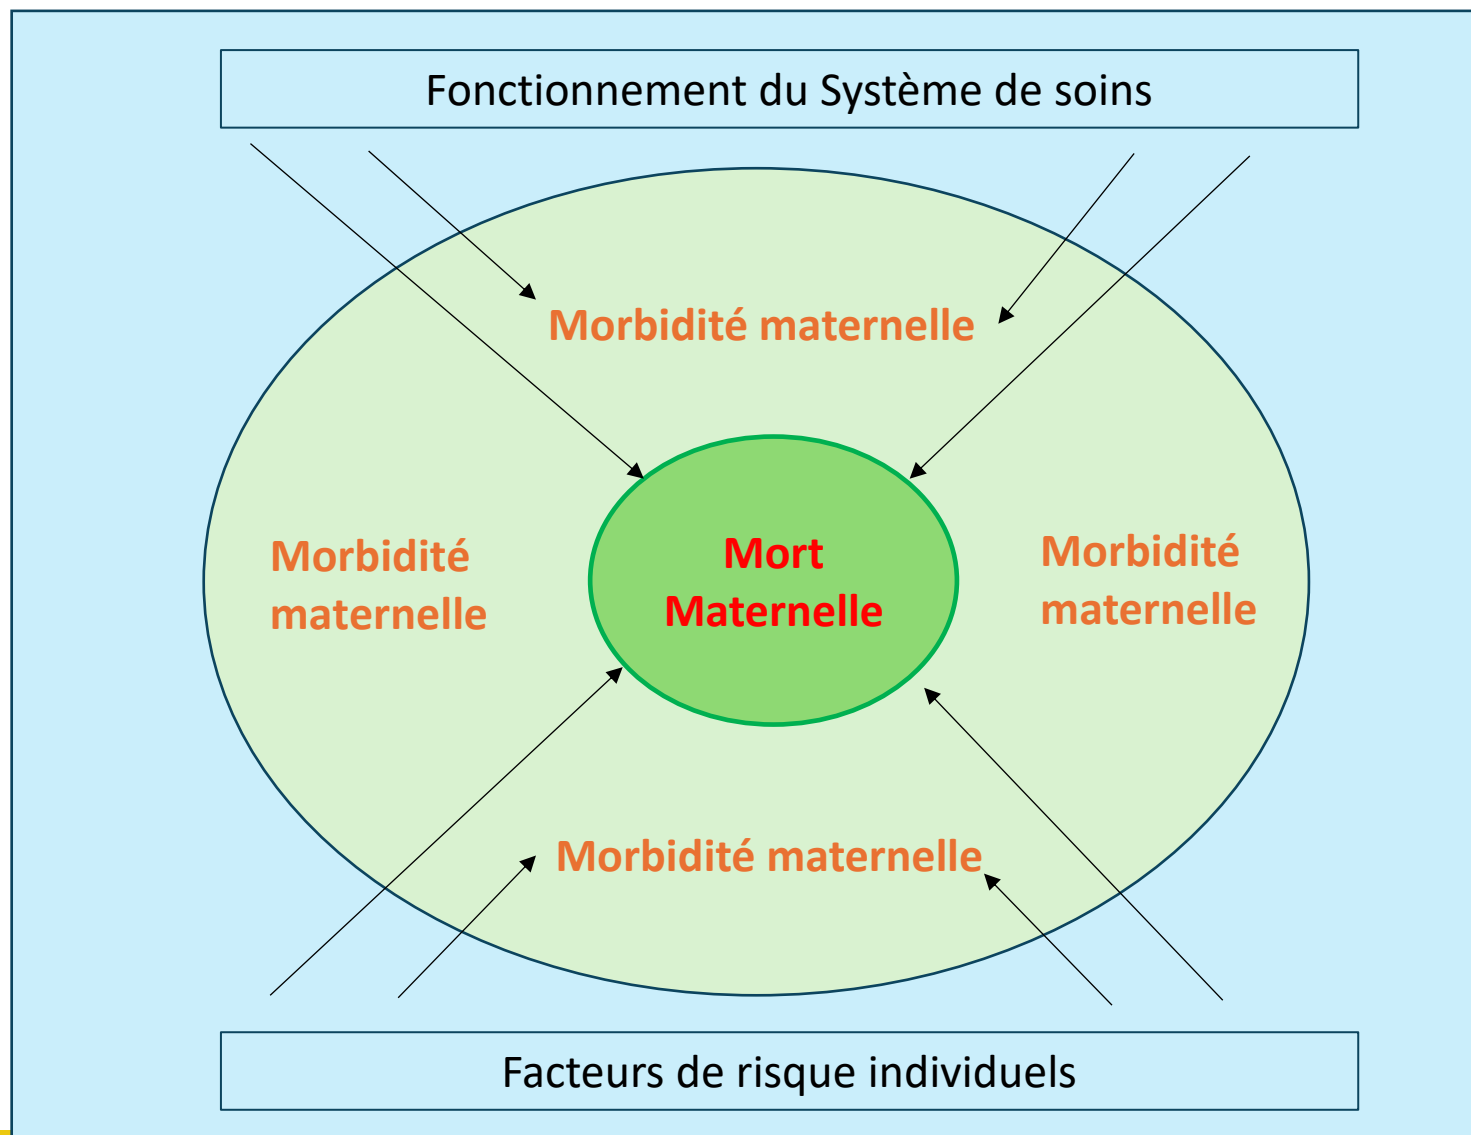 Fonctionnement du Système de soins
Morbidité maternelle
Morbidité
maternelle
Mort
Maternelle
Morbidité
maternelle
Morbidité maternelle
Facteurs de risque individuels